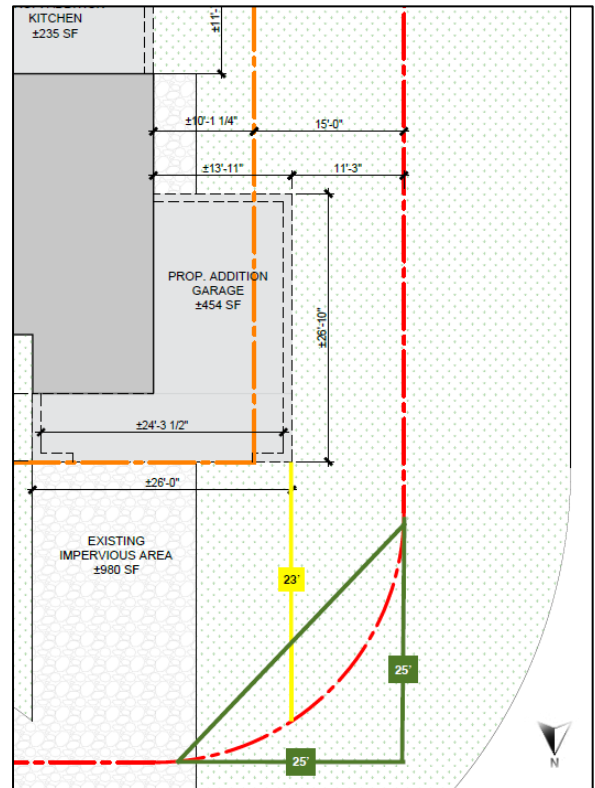 KITCHEN
±235 SF
±11'-
±10'-1 1/4"
15'-0"
±13'-11"
11'-3"
PROP. ADDITION
GARAGE
±454 SF
±26'-10"
±24'-3 1/2"
±26'-0"
EXISTING
IMPERVIOUS AREA
±980 SF
23'
25'
25'
N